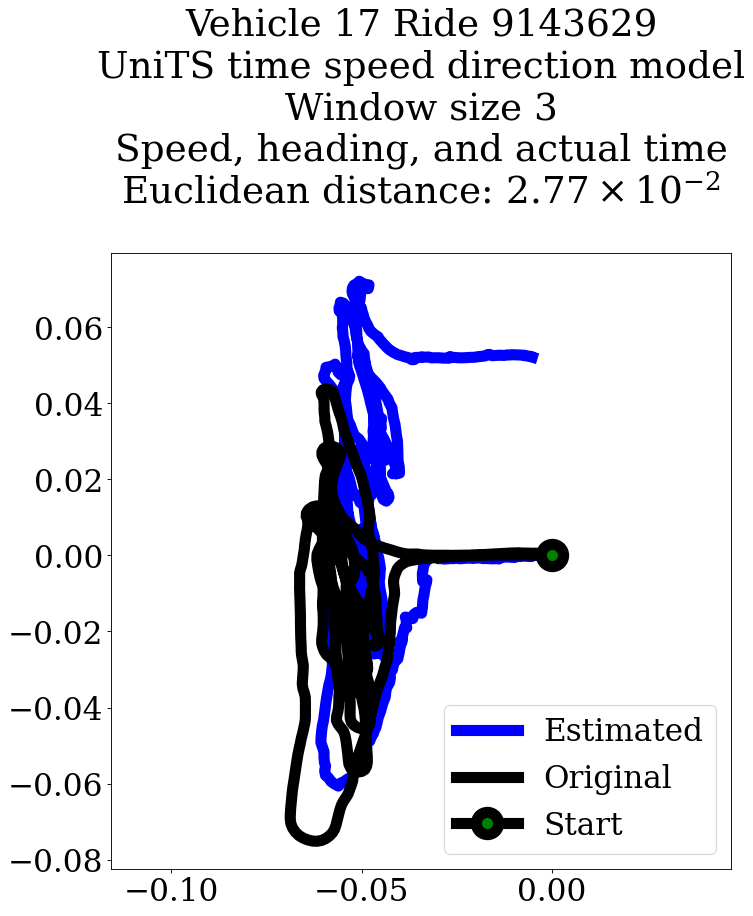 Vehicle 17 Ride 9143629
UniTS time speed direction model
Window size 3
Speed, heading, and actual time
Euclidean distance: $2.77 \times 10^{-2}$
0.06
0.04
0.02
0.00
−0.02
−0.04
−0.06
−0.08
−0.10 −0.05 0.00
Estimated
Original
Start